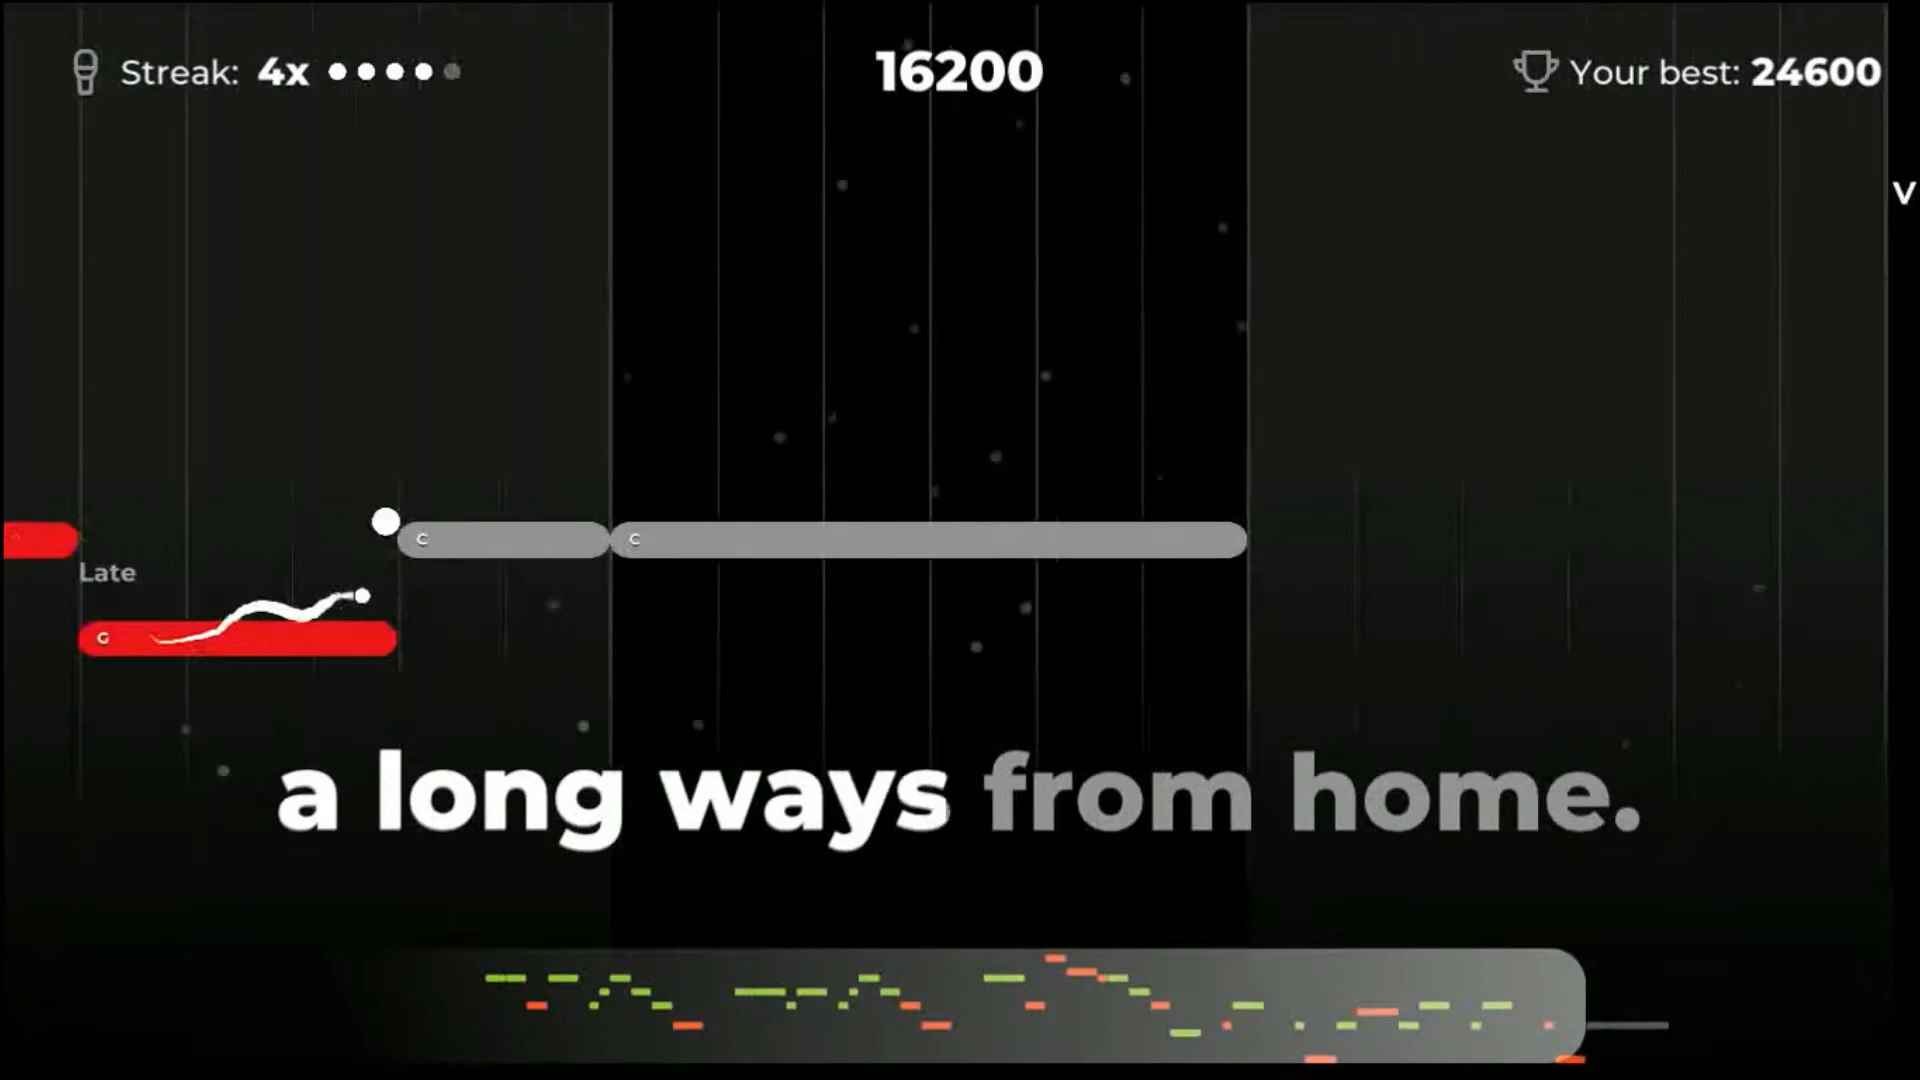 Streak: 4x
16200
Your best: 24600
V
C
C
Late
G
a long ways from home.